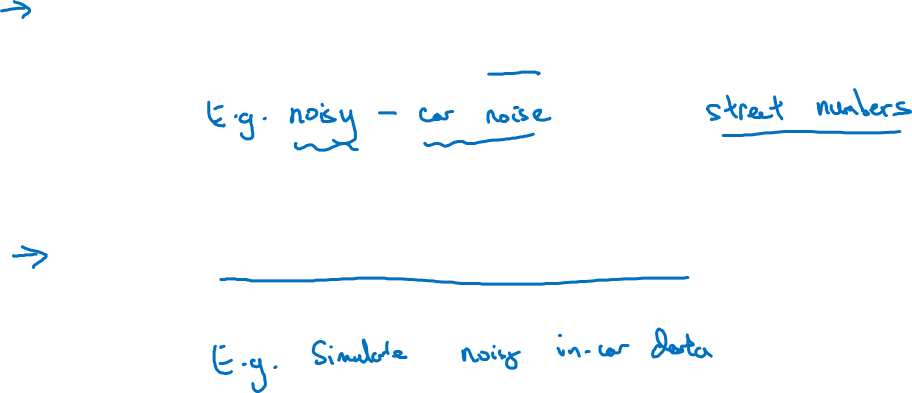 E.g. noisy - car noise street numbers
E.g. Simulate noisy in-car data